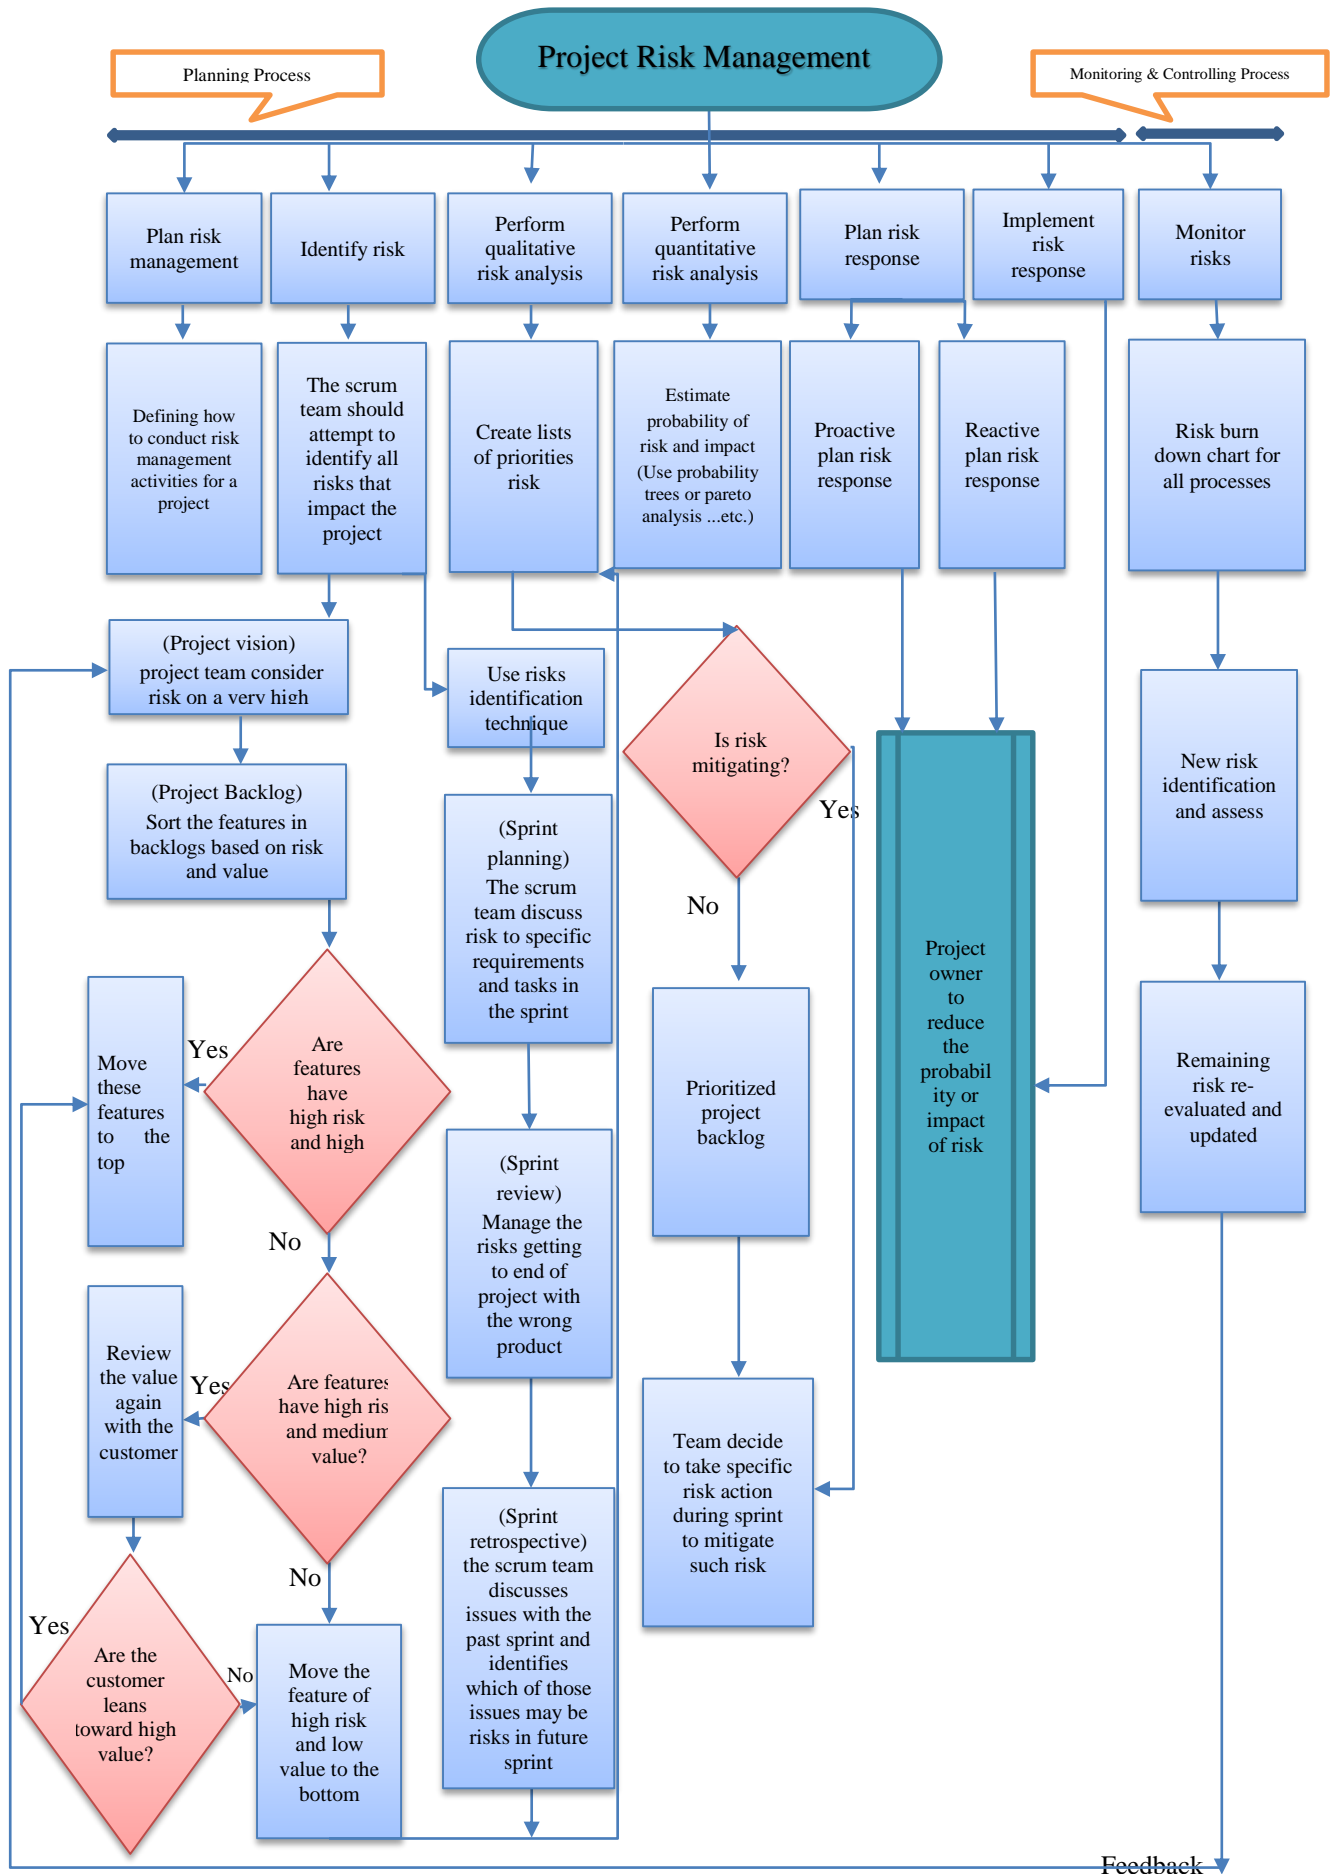 Project Risk Management
Planning Process
Monitoring & Controlling Process
Plan risk
management
Identify risk
Perform
qualitative
risk analysis
Perform
quantitative
risk analysis
Plan risk
response
Implement
risk
response
Monitor
risks
Defining how
to conduct risk
management
activities for a
project
The scrum
team should
attempt to
identify all
risks that
impact the
project
Create lists
of priorities
risk
Estimate
probability of
risk and impact
(Use probability
trees or pareto
analysis ...etc.)
Proactive
plan risk
response
Reactive
plan risk
response
Risk burn
down chart for
all processes
(Project vision)
project team consider
risk on a very high
Use risks
identification
technique
Is risk
mitigating?
Yes
No
New risk
identification
and assess
(Project Backlog)
Sort the features in
backlogs based on risk
and value
(Sprint
planning)
The scrum
team discuss
risk to specific
requirements
and tasks in
the sprint
Project
owner
to
reduce
the
probabil
ity or
impact
of risk
Move
these
features
to the
top
Yes
Are
features
have
high risk
and high
No
Prioritized
project
backlog
Remaining
risk re-
evaluated and
updated
(Sprint
review)
Manage the
risks getting
to end of
project with
the wrong
product
Review
the value
again
with the
customer
Yes
Are features
have high ris
and medium
value?
No
Team decide
to take specific
risk action
during sprint
to mitigate
such risk
(Sprint
retrospective)
the scrum team
discusses
issues with the
past sprint and
identifies
which of those
issues may be
risks in future
sprint
Yes
Are the
customer
leans
toward high
value?
No
Move the
feature of
high risk
and low
value to the
bottom
Feedback